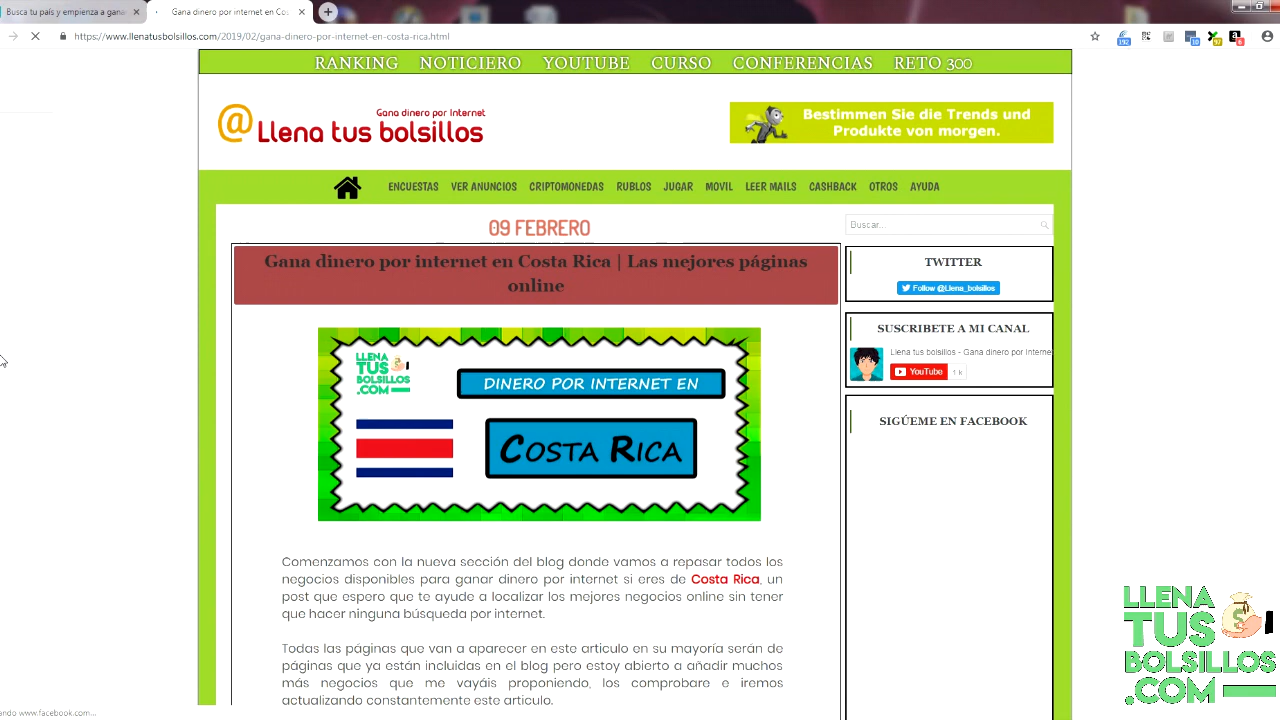 Busca tu país y empienza a gana
Gana dinero por internet en Cos
https://www.llenatusbolsillos.com/2019/02/gana-dinero-por-internet-en-costa-rica.html
RANKING NOTICIERO YOUTUBE CURSO CONFERENCIAS RETO 300
Gana dinero por Internet
@Llena tus bolsillos
Bestimmen Sie die Trends und
Produkte von morgen.
ENCUESTAS VER ANUNCIOS CRIPTOMONEDAS RUBLOS JUGAR MOVIL LEER MAILS CASHBACK OTROS AYUDA
09 FEBRERO
Buscar...
Gana dinero por internet en Costa Rica | Las mejores páginas
online
TWITTER
Follow @Llena_bolsillos
SUSCRIBETE A MI CANAL
Llena tus bolsillos - Gana dinero por Interne
YouTube 1 k
SIGÚEME EN FACEBOOK
LLENA
TUS
BOLSILLOS
.COM
DINERO POR INTERNET EN
COSTA RICA
Comenzamos con la nueva sección del blog donde vamos a repasar todos los
negocios disponibles para ganar dinero por internet si eres de Costa Rica, un
post que espero que te ayude a localizar los mejores negocios online sin tener
que hacer ninguna búsqueda por internet.
Todas las páginas que van a aparecer en este articulo en su mayoría serán de
páginas que ya están incluidas en el blog pero estoy abierto a añadir muchos
más negocios que me vayáis proponiendo, los comprobare e iremos
actualizando constantemente este articulo.
LLENA
TUS
BOLSILLOS
.COM
ando www.facebook.com...